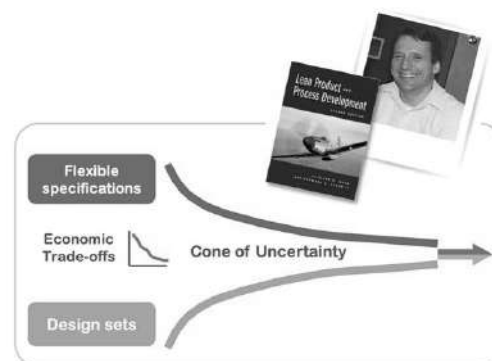 Lean Product and
Process Development
Flexible
specifications
Economic
Trade-offs
Cone of Uncertainty
Design sets